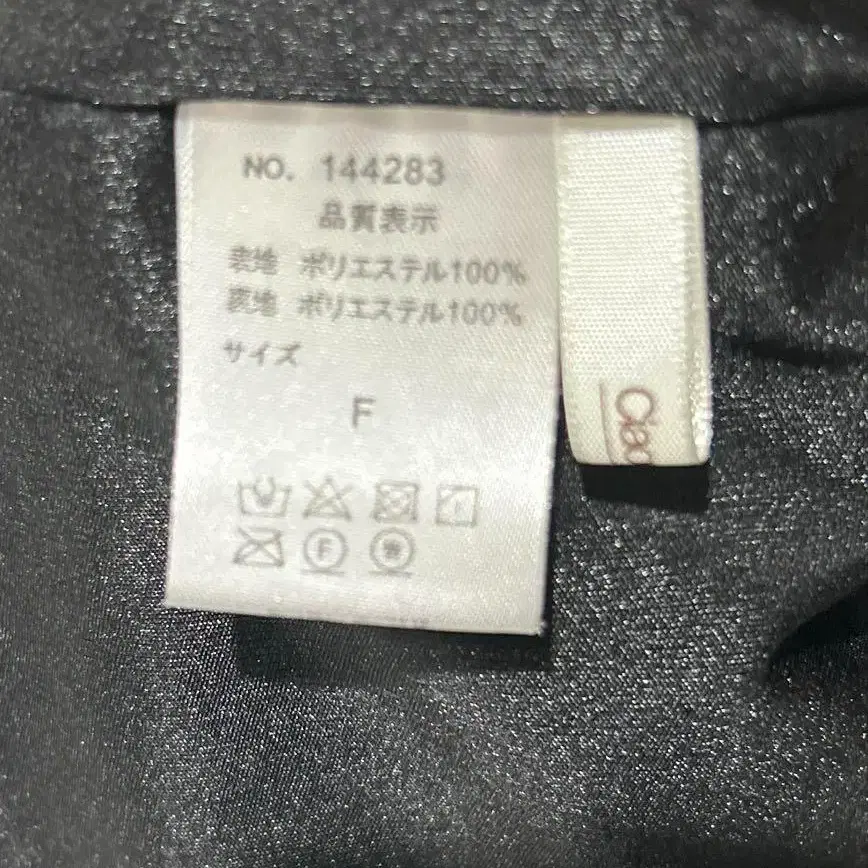 NO. 144283
品質表示
表地 ポリエステル100%
裏地 ポリエステル100%
サイズ
F
F
Ciao